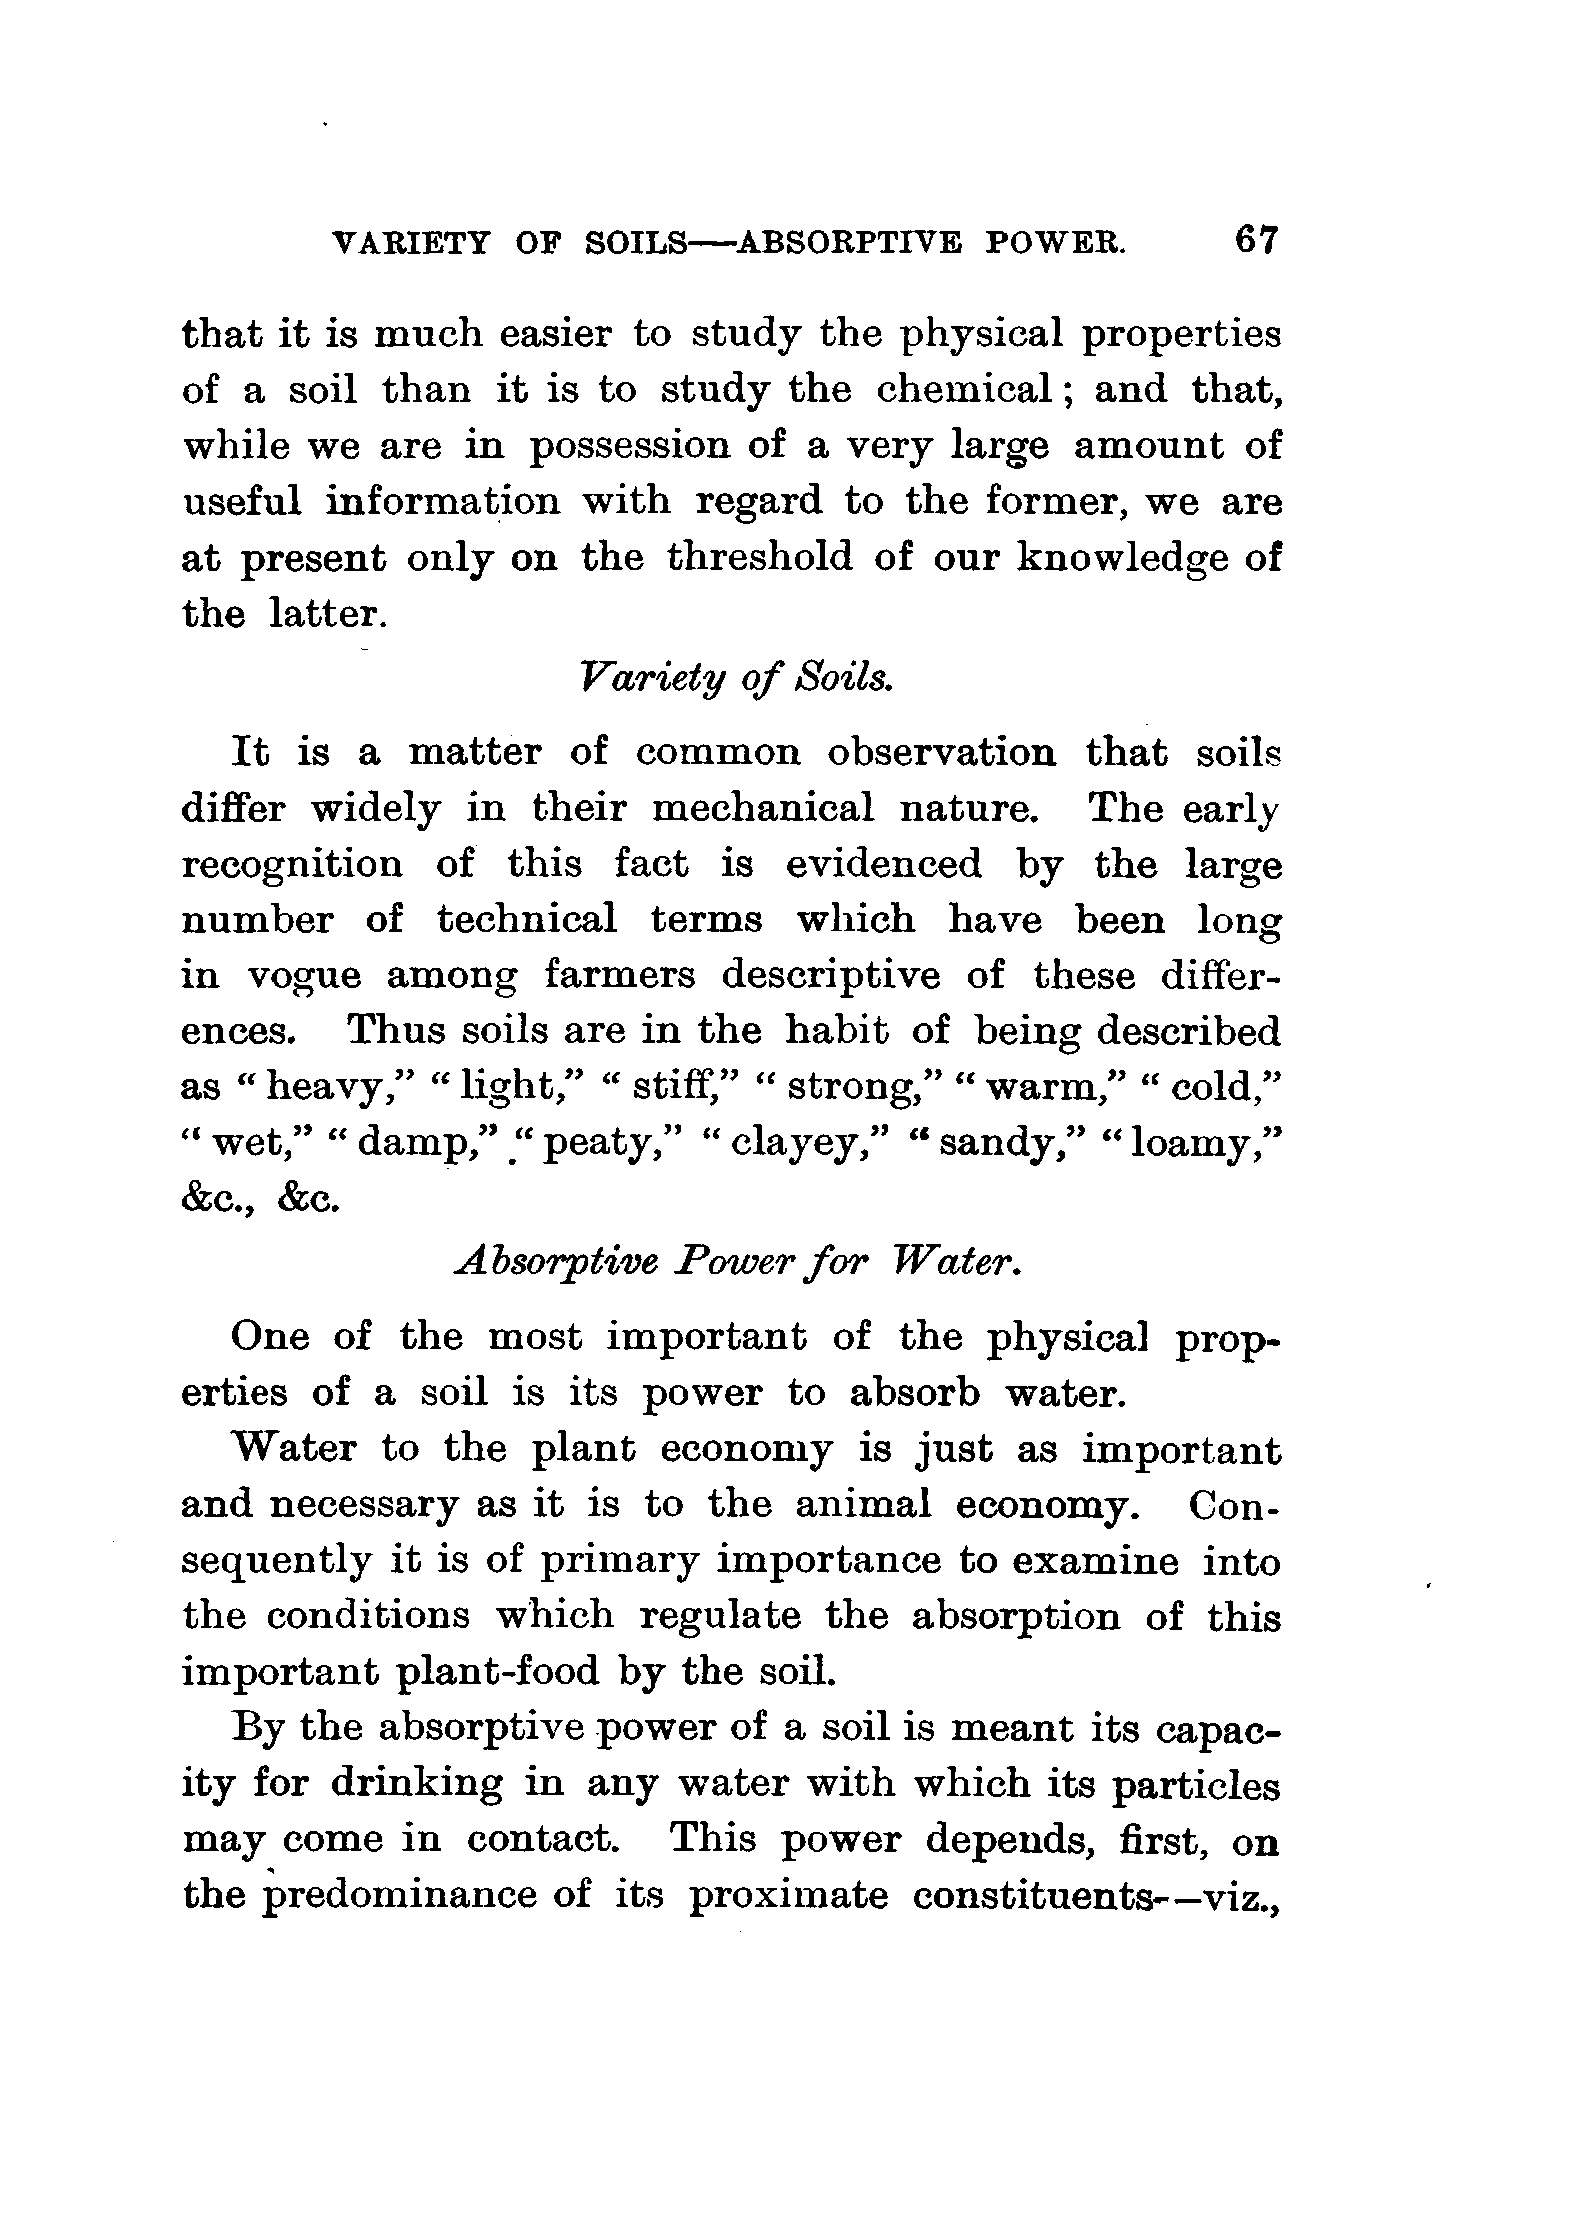 VARIETY OF SOILS—ABSORPTIVE POWER. 67
that it is much easier to study the physical properties
of a soil than it is to study the chemical; and that,
while we are in possession of a very large amount of
useful information with regard to the former, we are
at present only on the threshold of our knowledge of
the latter.
Variety of Soils.
It is a matter of common observation that soils
differ widely in their mechanical nature. The early
recognition of this fact is evidenced by the large
number of technical terms which have been long
in vogue among farmers descriptive of these differ-
ences. Thus soils are in the habit of being described
as “heavy,” “light,” “stiff,” “strong,” “warm,” “cold,”
“wet,” “damp,” “peaty,” “clayey,” “sandy,” “loamy,”
&c., &c.
Absorptive Power for Water.
One of the most important of the physical prop-
erties of a soil is its power to absorb water.
Water to the plant economy is just as important
and necessary as it is to the animal economy. Con-
sequently it is of primary importance to examine into
the conditions which regulate the absorption of this
important plant-food by the soil.
By the absorptive power of a soil is meant its capac-
ity for drinking in any water with which its particles
may come in contact. This power depends, first, on
the predominance of its proximate constituents—viz.,